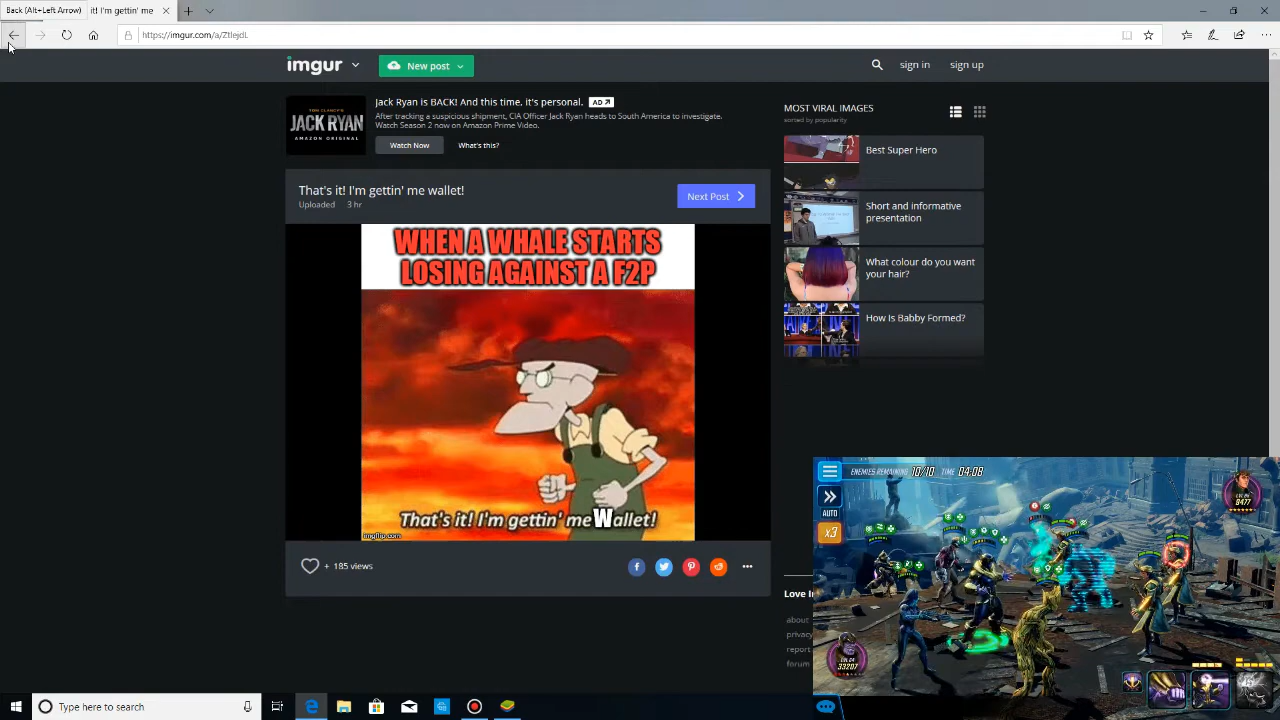 Back (Alt+Left Arrow)
it! I'm gettin' me
https://imgur.com/a/ZtlejdL
imgur
New post
sign in
sign up
Jack Ryan is BACK! And this time, it's personal.
AD
After tracking a suspicious shipment, CIA Officer Jack Ryan heads to South America to investigate.
Watch Season 2 now on Amazon Prime Video.
Watch Now
What's this?
TOM CLANCY'S
JACK RYAN
AMAZON ORIGINAL
MOST VIRAL IMAGES
sorted by popularity
Best Super Hero
Short and informative
presentation
What colour do you want
your hair?
How Is Babby Formed?
That's it! I'm gettin' me wallet!
Uploaded 3 hr
Next Post
WHEN A WHALE STARTS
LOSING AGAINST A F2P
That's it! I'm gettin' me Wallet!
imgflip.com
+ 185 views
Love I
about
privacy
report
forum
ENEMIES REMAINING 10/10 TIME 04:08
AUTO
x3
9477
33207
Type here to search